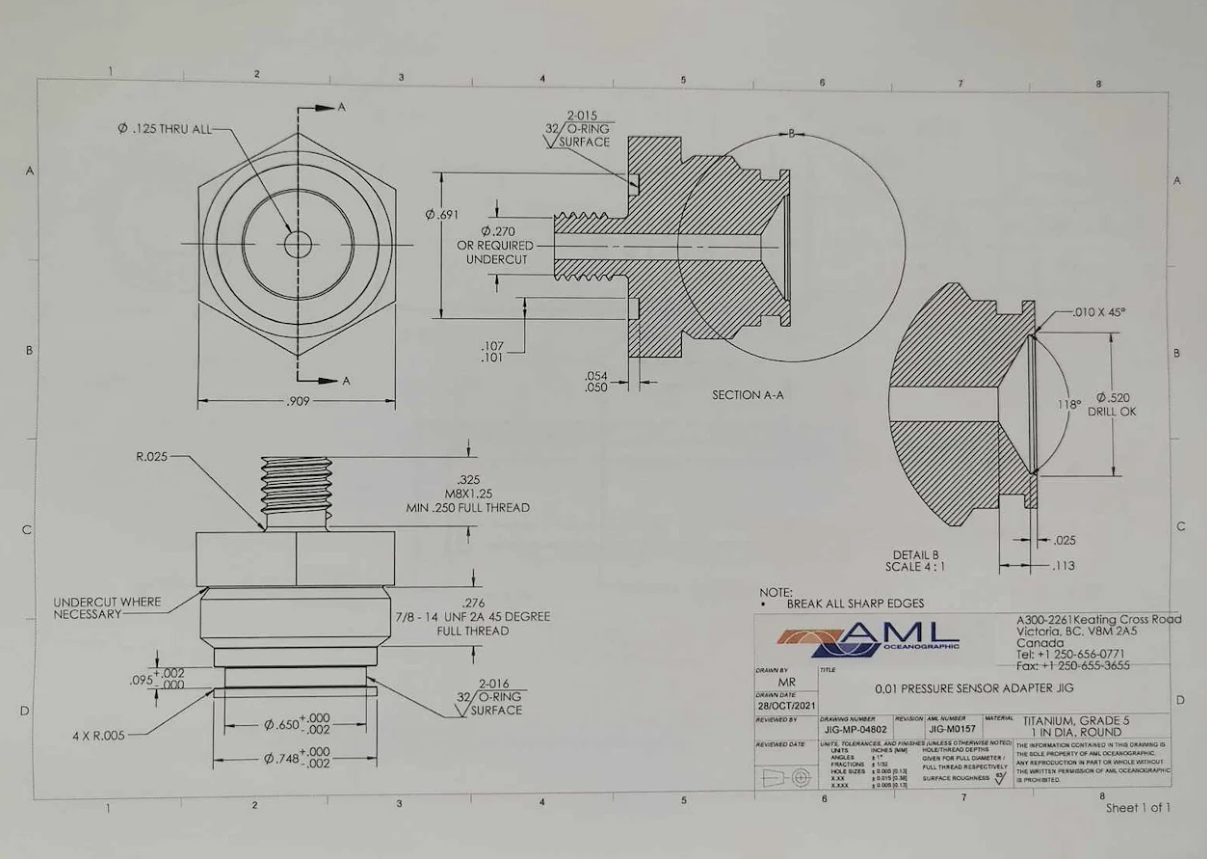 1 2 3 4 5 6 7 8
A
B
C
D
A
B
C
D
1 2 3 4 5 6 7 8
A
Ø .125 THRU ALL
A
.909
2-015
32/ O-RING
SURFACE
Ø.691
Ø.270
OR REQUIRED
UNDERCUT
.107
.101
.054
.050
B
SECTION A-A
.010 X 45°
118°
Ø.520
DRILL OK
.025
.113
DETAIL B
SCALE 4 : 1
R.025
.325
M8X1.25
MIN .250 FULL THREAD
UNDERCUT WHERE
NECESSARY
.276
7/8 - 14 UNF 2A 45 DEGREE
FULL THREAD
.095 +.002
-.000
2-016
32/ O-RING
SURFACE
4 X R.005
Ø.650 +.000
-.002
Ø.748 +.000
-.002
NOTE:
• BREAK ALL SHARP EDGES
AML
OCEANOGRAPHIC
A300-2261 Keating Cross Road
Victoria, BC, V8M 2A5
Canada
Tel: +1 250-656-0771
Fax: +1 250-655-3655
DRAWN BY
MR
DRAWN DATE
28/OCT/2021
REVIEWED BY
REVIEWED DATE
TITLE
0.01 PRESSURE SENSOR ADAPTER JIG
DRAWING NUMBER
JIG-MP-04802
REVISION
AML NUMBER
JIG-M0157
MATERIAL
TITANIUM, GRADE 5
1 IN DIA. ROUND
UNITS, TOLERANCES, AND FINISHES (UNLESS OTHERWISE NOTED)
UNITS INCHES [MM]
ANGLES ± 1°
FRACTIONS ± 1/32
HOLE SIZES ± 0.005 [0.13]
X.XX ± 0.015 [0.38]
X.XXX ± 0.005 [0.13]
HOLE/THREAD DEPTHS
GIVEN FOR FULL DIAMETER /
FULL THREAD RESPECTIVELY
SURFACE ROUGHNESS 63/
THE INFORMATION CONTAINED IN THIS DRAWING IS
THE SOLE PROPERTY OF AML OCEANOGRAPHIC.
ANY REPRODUCTION IN PART OR WHOLE WITHOUT
THE WRITTEN PERMISSION OF AML OCEANOGRAPHIC
IS PROHIBITED.
Sheet 1 of 1